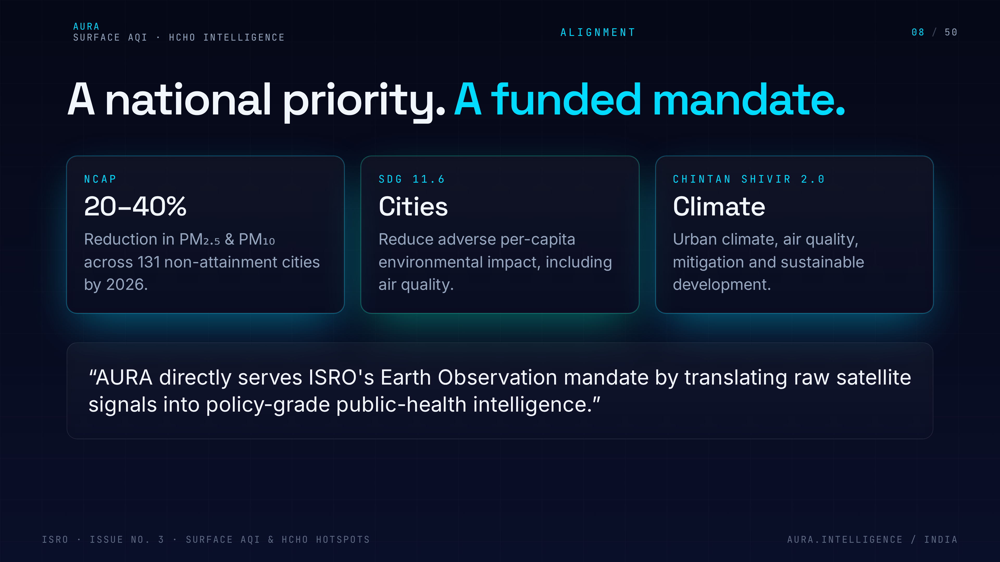 AURA
SURFACE AQI · HCHO INTELLIGENCE
ALIGNMENT
08 / 50
A national priority. A funded mandate.
NCAP
20–40%
Reduction in PM₂.₅ & PM₁₀
across 131 non-attainment cities
by 2026.
SDG 11.6
Cities
Reduce adverse per-capita
environmental impact, including
air quality.
CHINTAN SHIVIR 2.0
Climate
Urban climate, air quality,
mitigation and sustainable
development.
“AURA directly serves ISRO's Earth Observation mandate by translating raw satellite
signals into policy-grade public-health intelligence.”
ISRO · ISSUE NO. 3 · SURFACE AQI & HCHO HOTSPOTS
AURA.INTELLIGENCE / INDIA